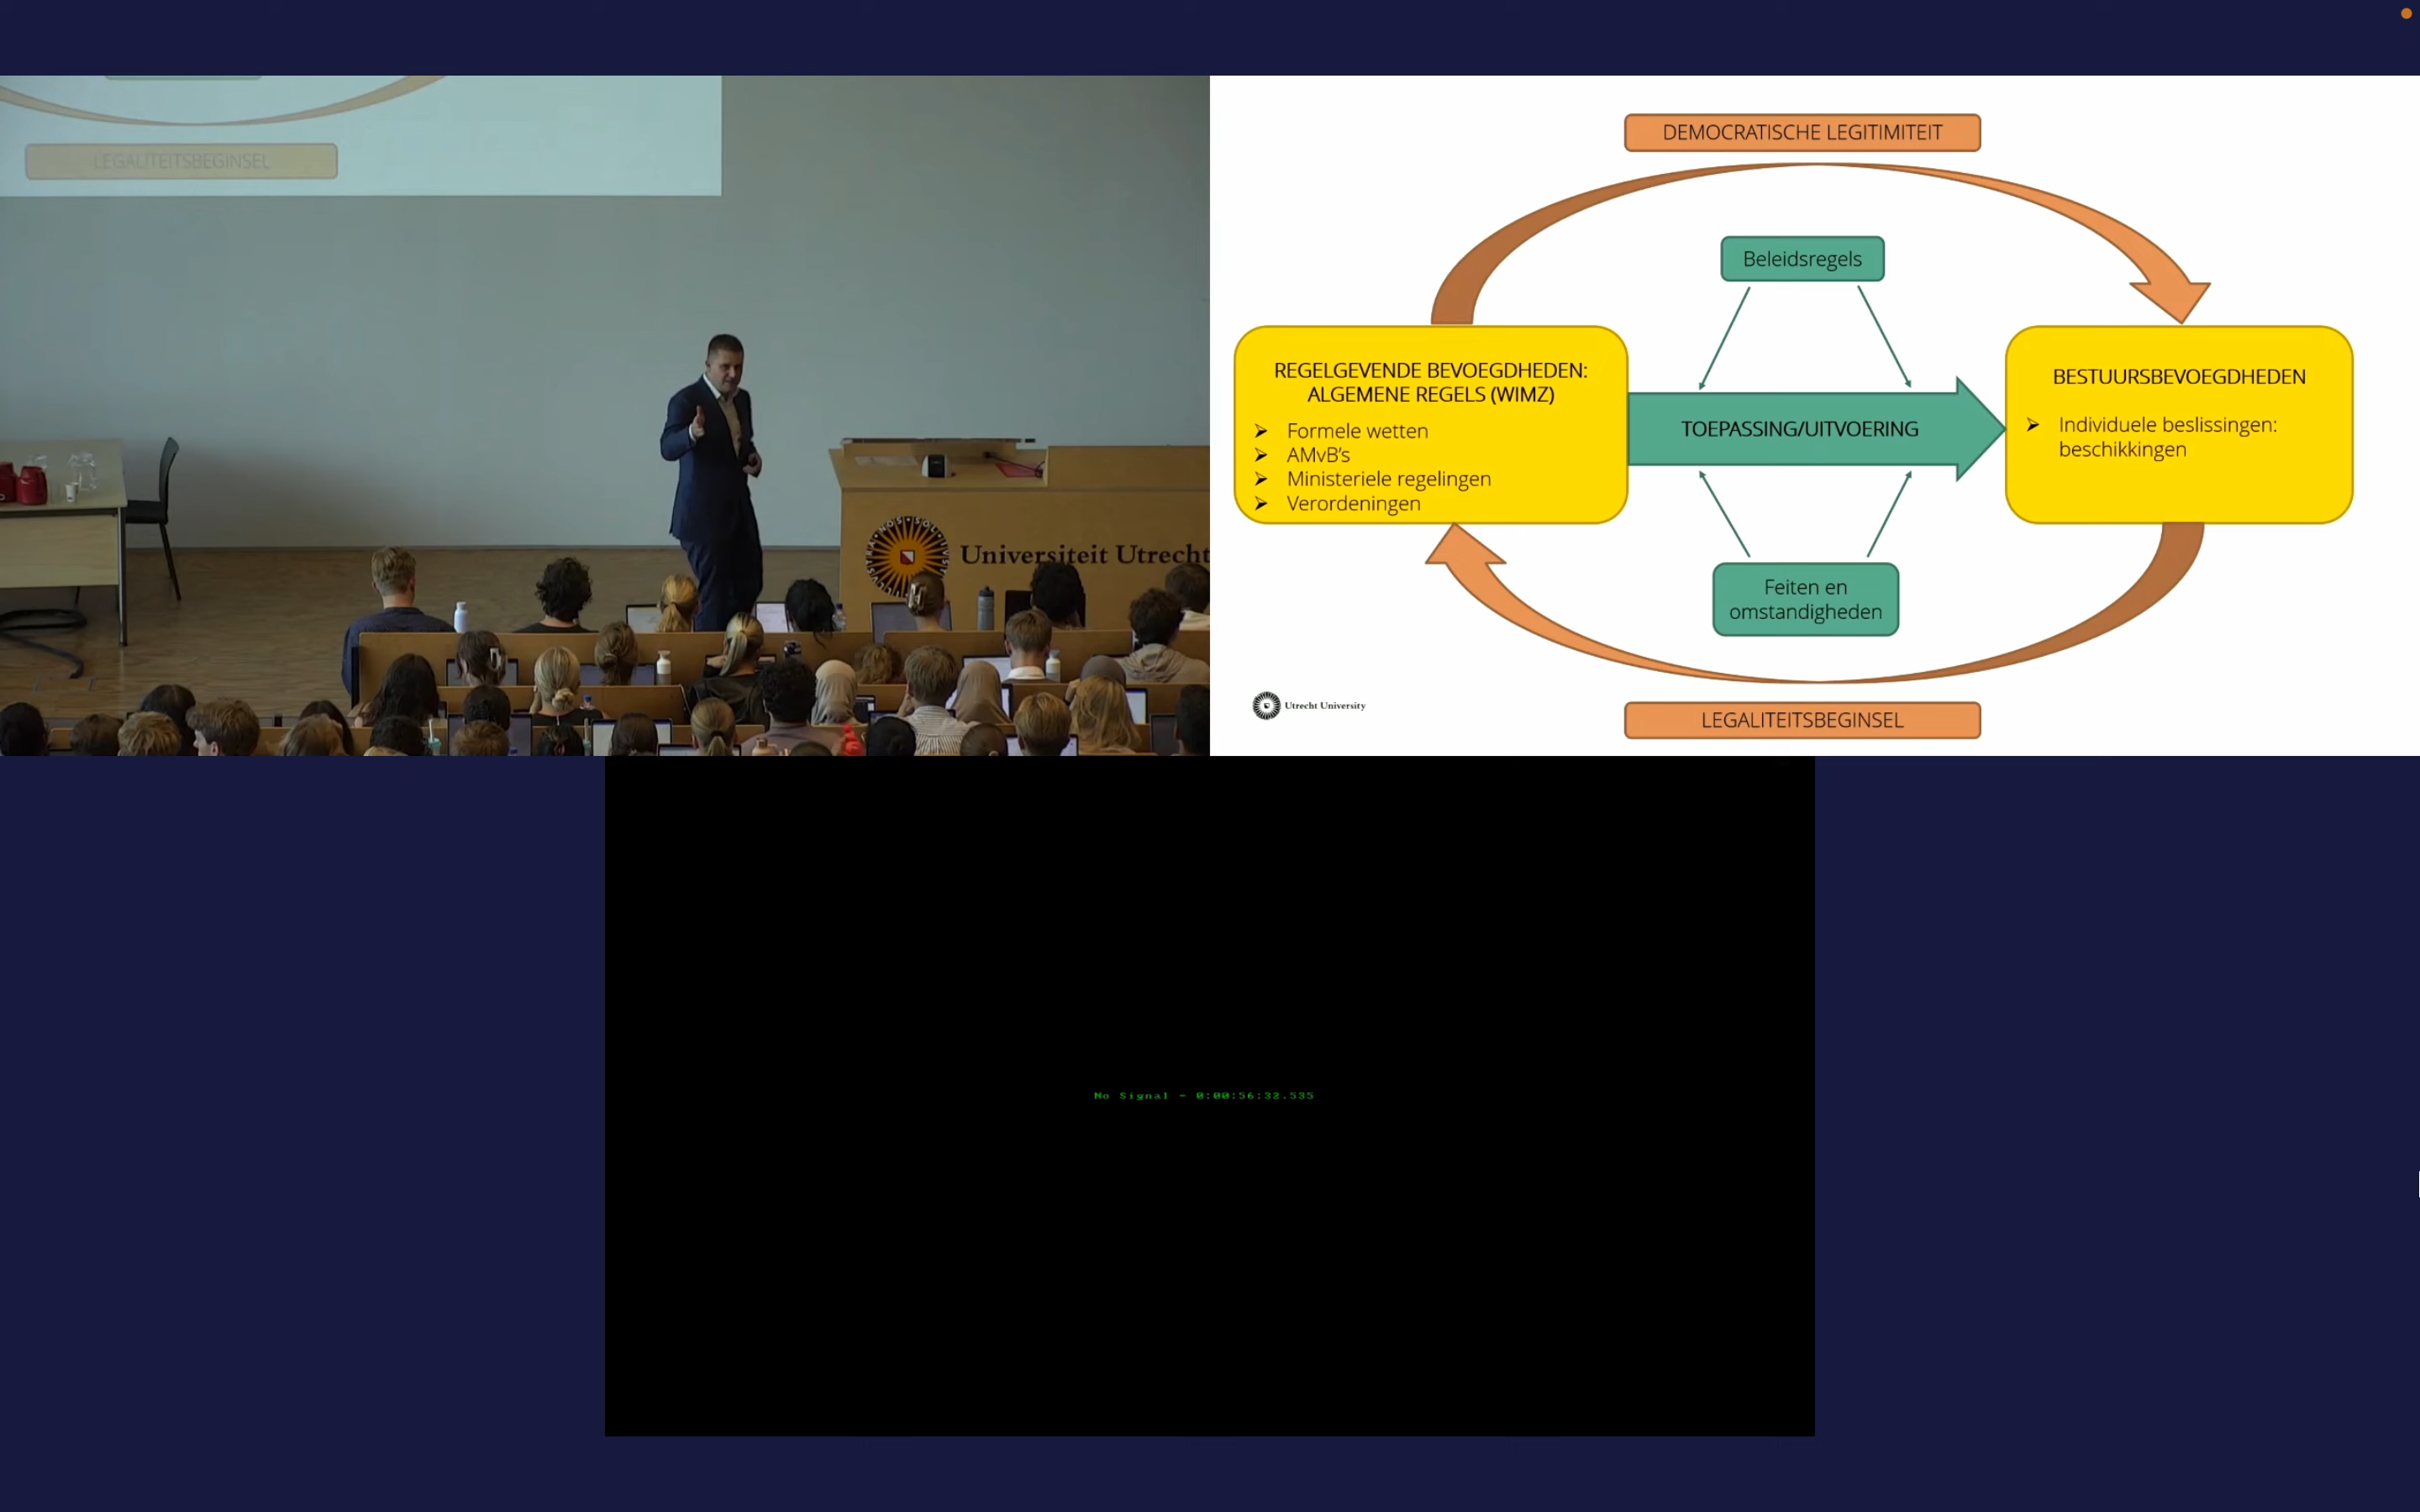 LEGALITEITSBEGINSEL
Universiteit Utrecht
DEMOCRATISCHE LEGITIMITEIT
Beleidsregels
REGELGEVENDE BEVOEGDHEDEN:
ALGEMENE REGELS (WIMZ)
Formele wetten
AMvB's
Ministeriele regelingen
Verordeningen
TOEPASSING/UITVOERING
BESTUURSBEVOEGDHEDEN
Individuele beslissingen:
beschikkingen
Feiten en
omstandigheden
LEGALITEITSBEGINSEL
Utrecht University
No Signal - 0:00:56:32.535